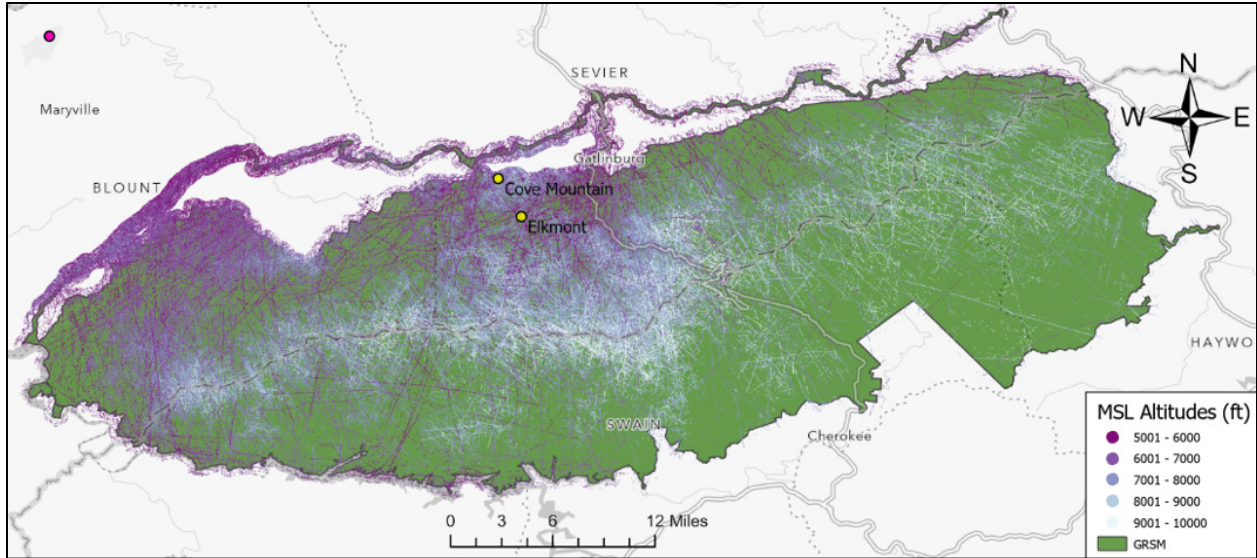 SEVIER
N
Maryville
W
E
Gatlinburg
S
BLOUNT
Cove Mountain
Elkmont
HAYWO
MSL Altitudes (ft)
5001 - 6000
6001 - 7000
7001 - 8000
8001 - 9000
9001 - 10000
GRSM
SWAIN
Cherokee
0 3 6 12 Miles